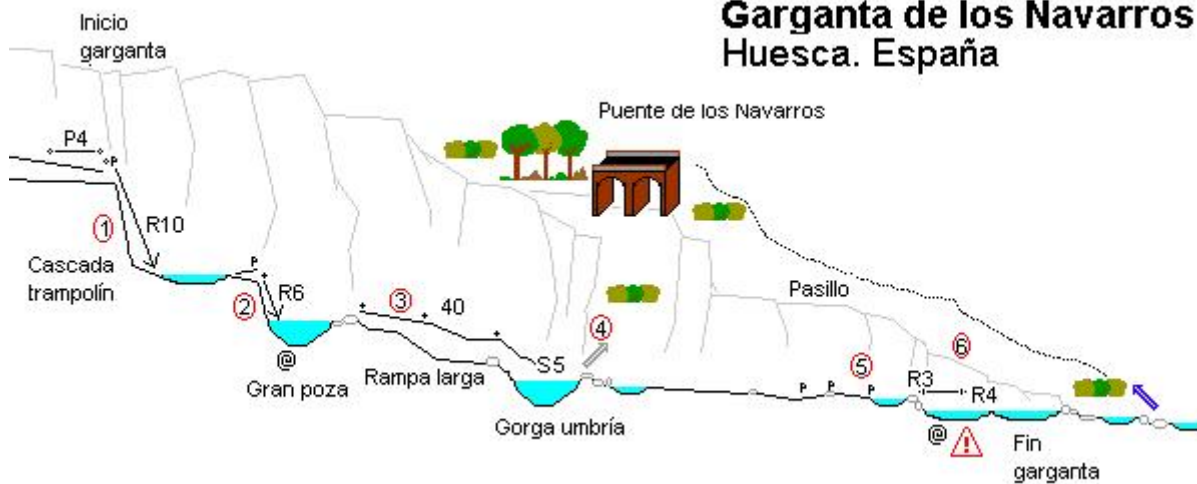 Garganta de los Navarros
Huesca. España
Inicio
garganta
Puente de los Navarros
P4
P
1
R10
Cascada
trampolín
P
2
R6
@
Gran poza
3
40
Rampa larga
S5
4
Gorga umbría
Pasillo
P
P
P
5
6
R3
R4
@
!
Fin
garganta